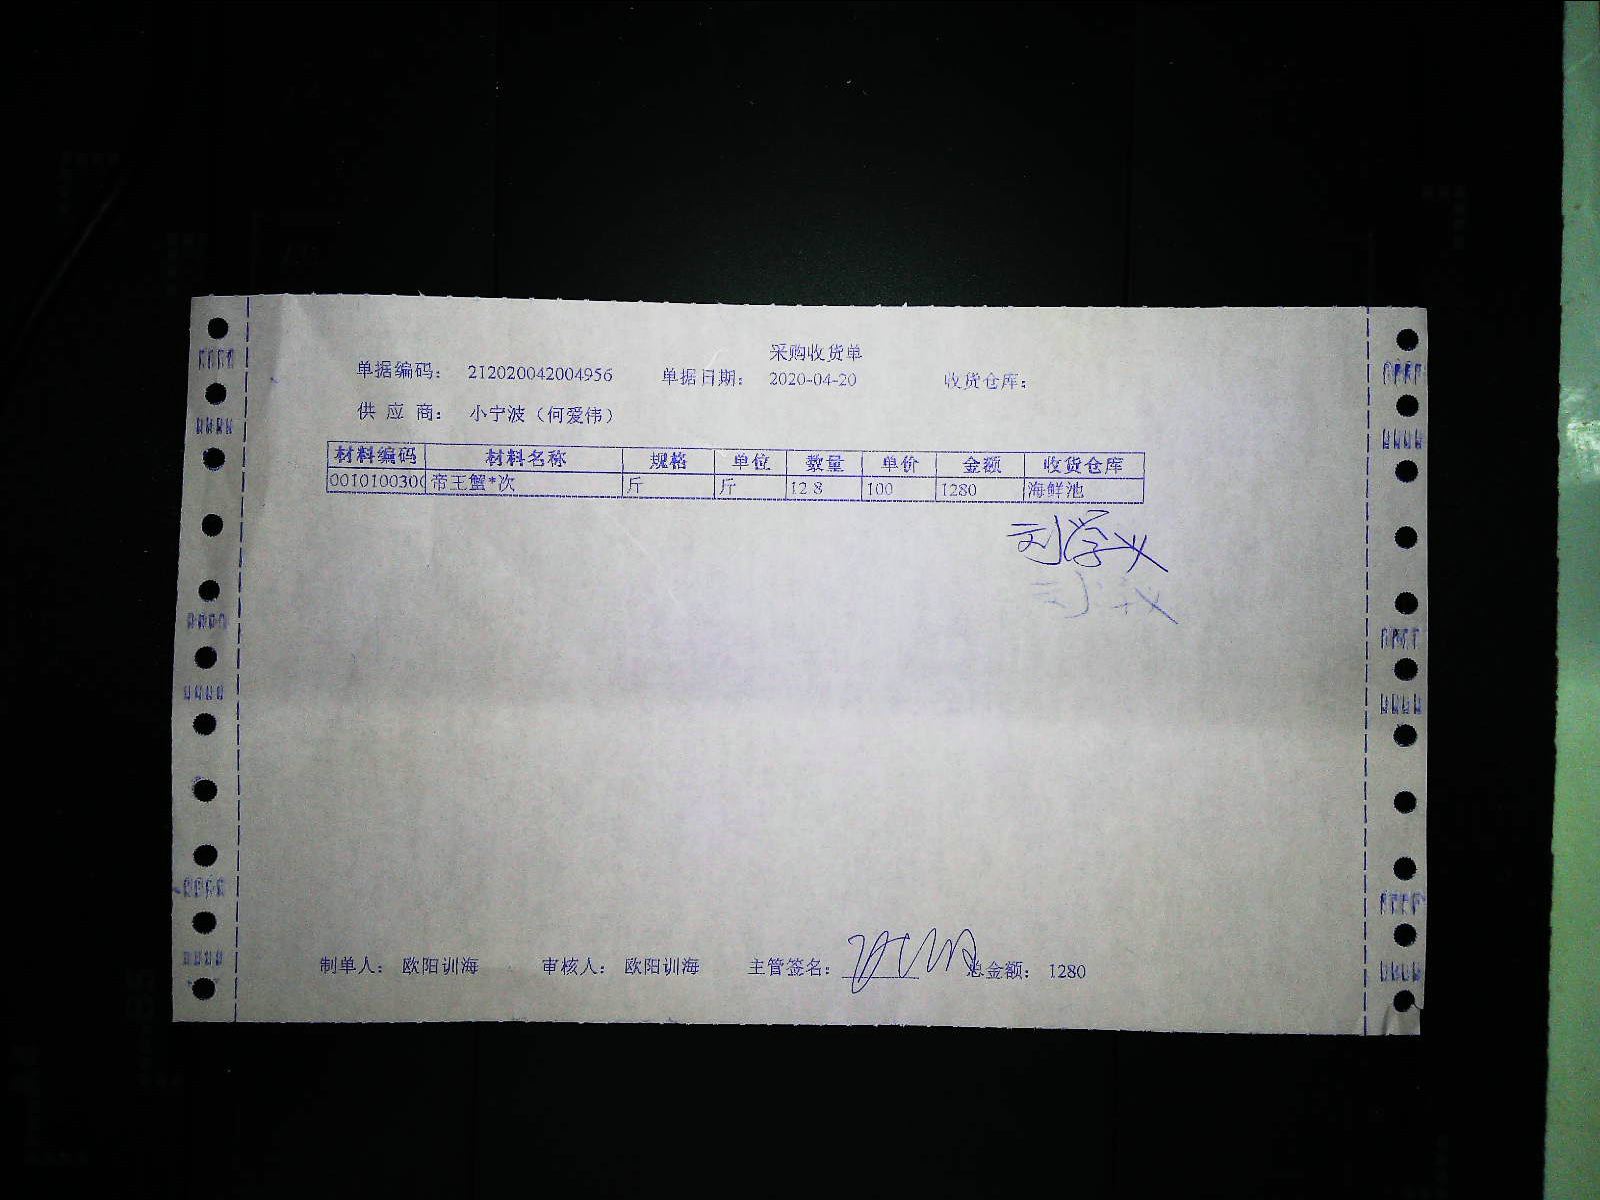 采购收货单
单据编码： 212020042004956 单据日期： 2020-04-20 收货仓库：
供 应 商： 小宁波（何爱伟）
材料编码 材料名称 规格 单位 数量 单价 金额 收货仓库
0010100300 帝王蟹*次 斤 斤 12.8 100 1280 海鲜池
刘学义
制单人： 欧阳训海 审核人： 欧阳训海 主管签名： 总金额： 1280